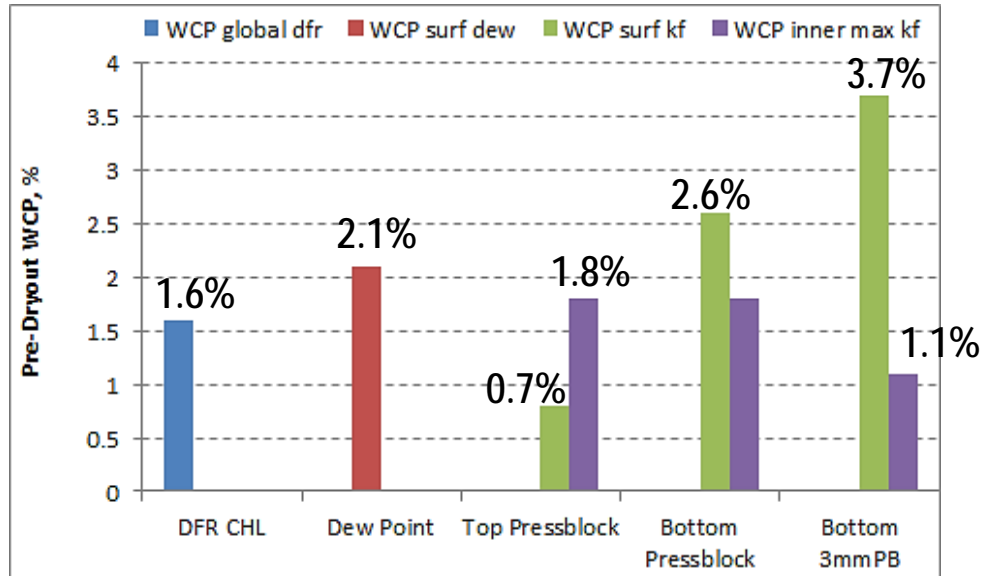 WCP global dfr WCP surf dew WCP surf kf WCP inner max kf
4
3.5
3
2.5
2
1.5
1
0.5
0
Pre-Dryout WCP, %
1.6%
2.1%
0.7%
1.8%
2.6%
3.7%
1.1%
DFR CHL
Dew Point
Top Pressblock
Bottom
Pressblock
Bottom
3mmPB